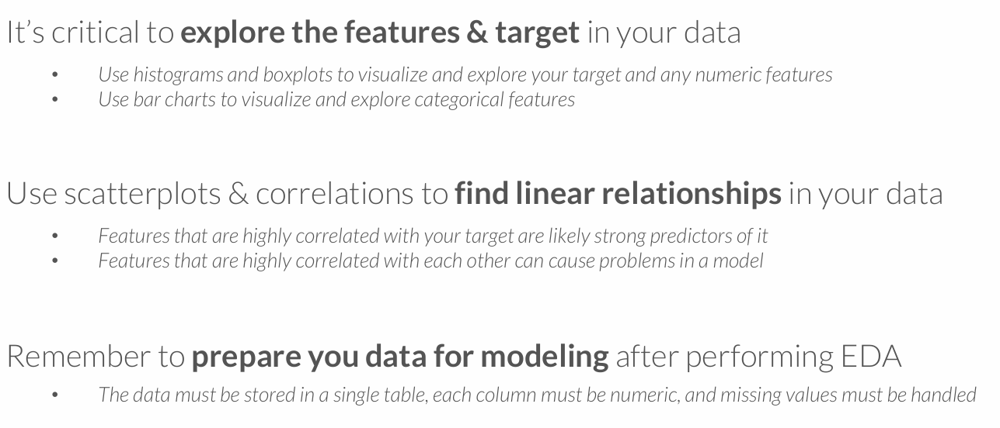 It's critical to explore the features & target in your data
• Use histograms and boxplots to visualize and explore your target and any numeric features
• Use bar charts to visualize and explore categorical features
Use scatterplots & correlations to find linear relationships in your data
• Features that are highly correlated with your target are likely strong predictors of it
• Features that are highly correlated with each other can cause problems in a model
Remember to prepare you data for modeling after performing EDA
• The data must be stored in a single table, each column must be numeric, and missing values must be handled